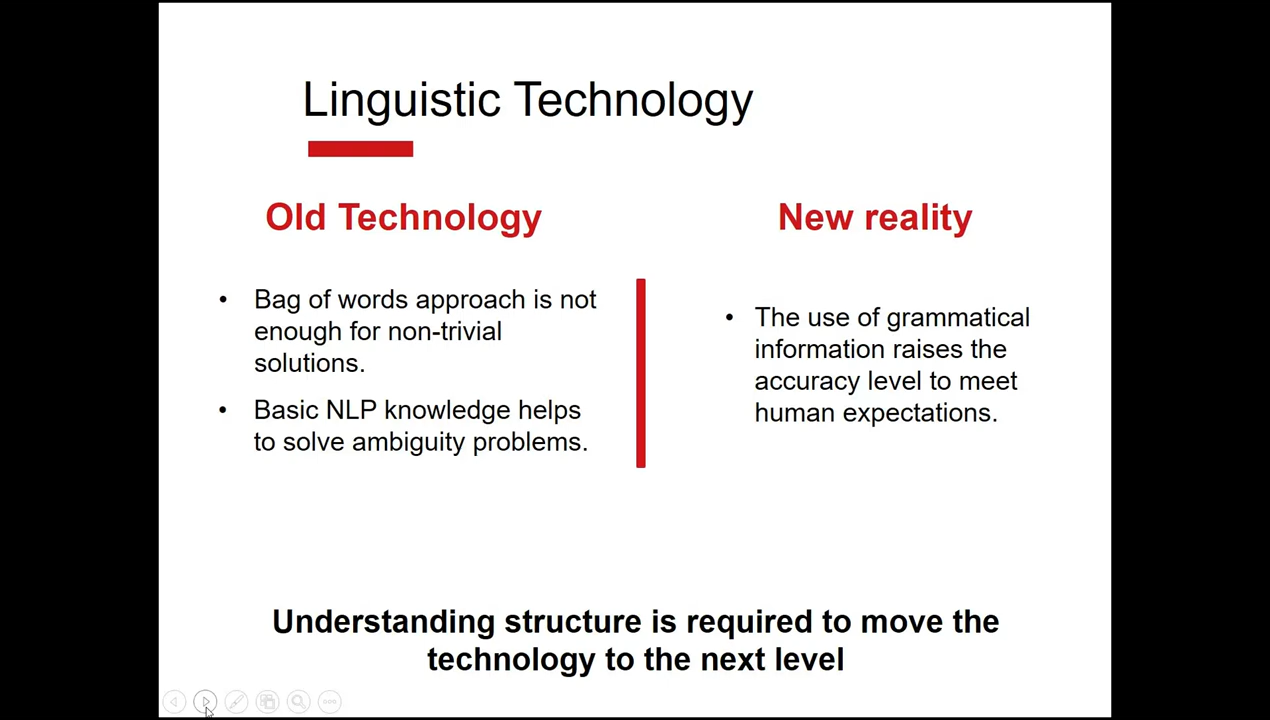 Linguistic Technology
Old Technology
• Bag of words approach is not
enough for non-trivial
solutions.
• Basic NLP knowledge helps
to solve ambiguity problems.
New reality
• The use of grammatical
information raises the
accuracy level to meet
human expectations.
Understanding structure is required to move the
technology to the next level